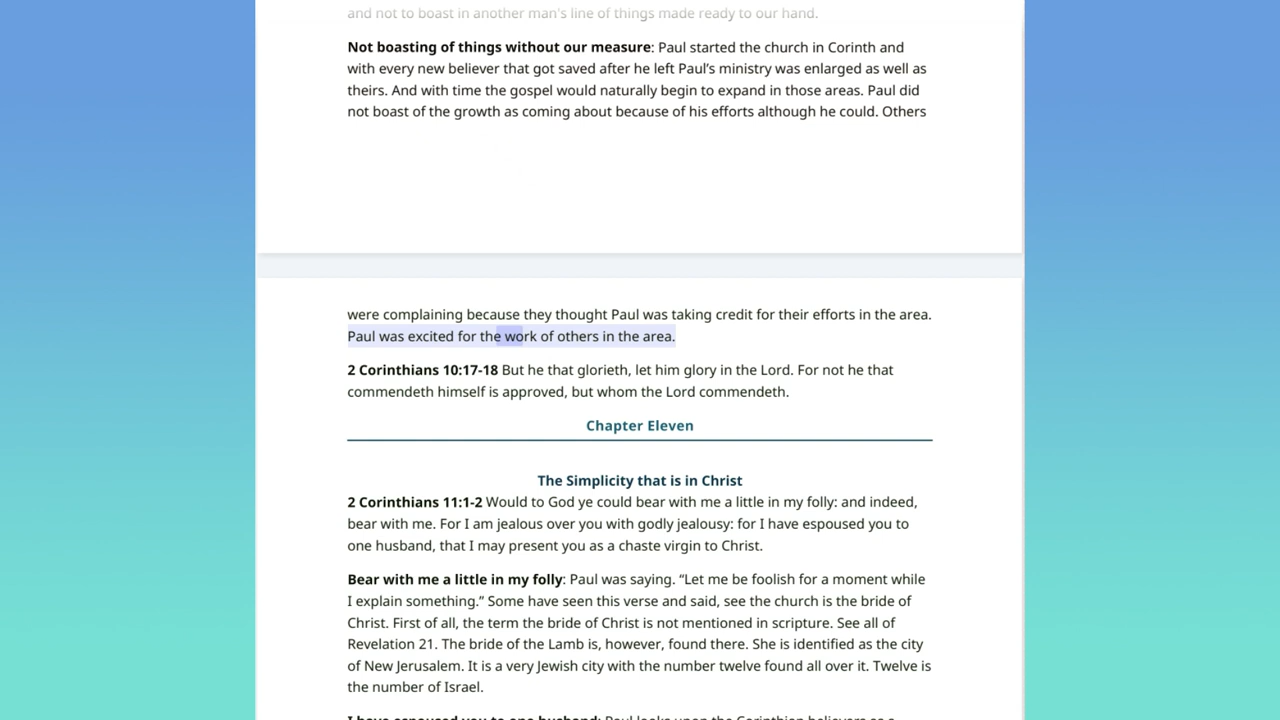 and not to boast in another man's line of things made ready to our hand.
Not boasting of things without our measure: Paul started the church in Corinth and
with every new believer that got saved after he left Paul’s ministry was enlarged as well as
theirs. And with time the gospel would naturally begin to expand in those areas. Paul did
not boast of the growth as coming about because of his efforts although he could. Others
were complaining because they thought Paul was taking credit for their efforts in the area.
Paul was excited for the work of others in the area.
2 Corinthians 10:17-18 But he that glorieth, let him glory in the Lord. For not he that
commendeth himself is approved, but whom the Lord commendeth.
Chapter Eleven
The Simplicity that is in Christ
2 Corinthians 11:1-2 Would to God ye could bear with me a little in my folly: and indeed,
bear with me. For I am jealous over you with godly jealousy: for I have espoused you to
one husband, that I may present you as a chaste virgin to Christ.
Bear with me a little in my folly: Paul was saying. “Let me be foolish for a moment while
I explain something.” Some have seen this verse and said, see the church is the bride of
Christ. First of all, the term the bride of Christ is not mentioned in scripture. See all of
Revelation 21. The bride of the Lamb is, however, found there. She is identified as the city
of New Jerusalem. It is a very Jewish city with the number twelve found all over it. Twelve is
the number of Israel.
I have espoused you to one husband: Paul looks upon the Corinthian believers as a